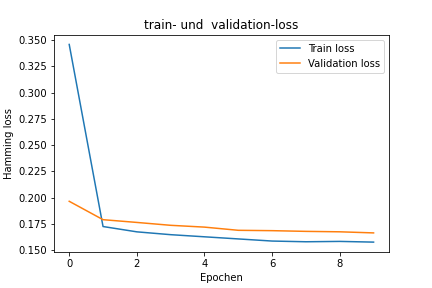 train- und  validation-loss
Train loss
Validation loss
Hamming loss
0.350
0.325
0.300
0.275
0.250
0.225
0.200
0.175
0.150
0 2 4 6 8
Epochen